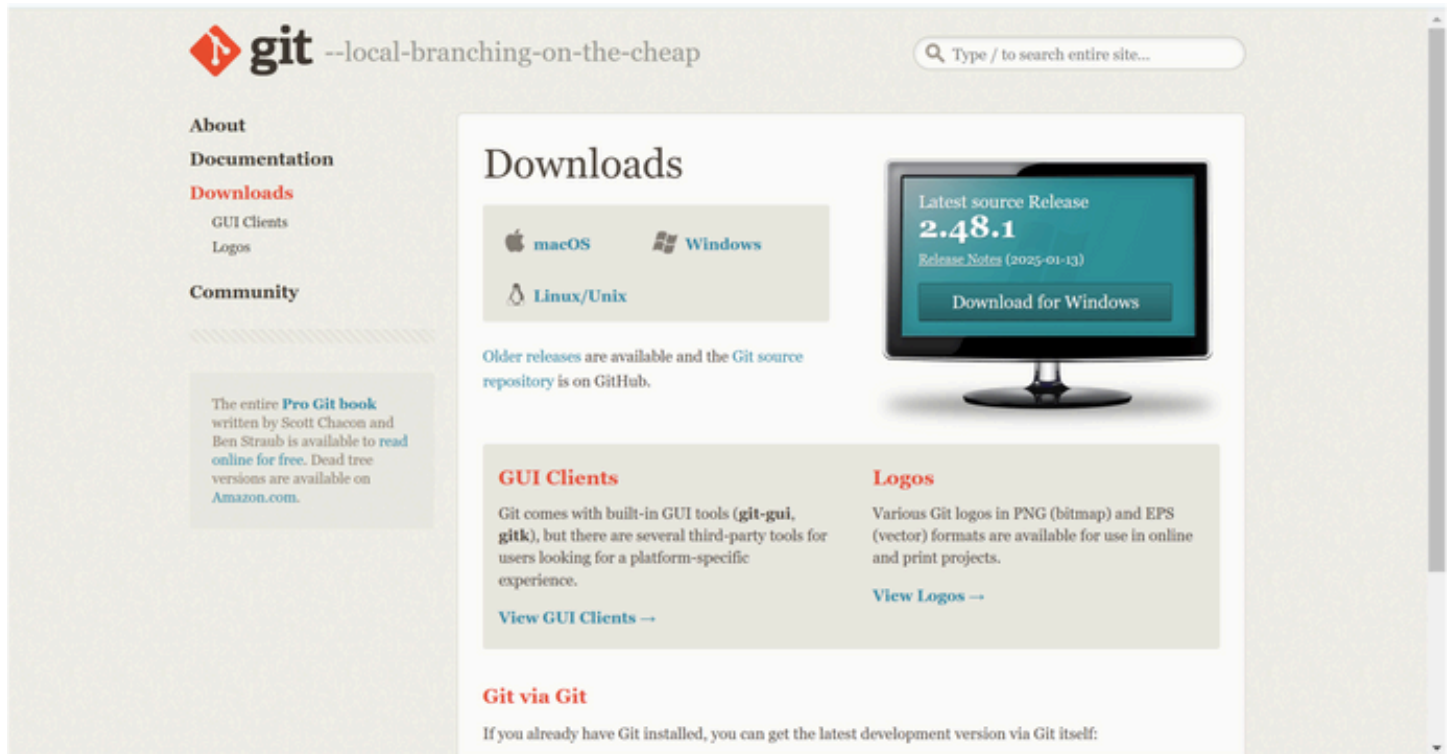 git --local-branching-on-the-cheap
Type / to search entire site...
About
Documentation
Downloads
GUI Clients
Logos
Community
The entire Pro Git book
written by Scott Chacon and
Ben Straub is available to read
online for free. Dead tree
versions are available on
Amazon.com.
Downloads
macOS
Windows
Linux/Unix
Older releases are available and the Git source
repository is on GitHub.
Latest source Release
2.48.1
Release Notes (2025-01-13)
Download for Windows
GUI Clients
Git comes with built-in GUI tools (git-gui,
gitk), but there are several third-party tools for
users looking for a platform-specific
experience.
View GUI Clients →
Logos
Various Git logos in PNG (bitmap) and EPS
(vector) formats are available for use in online
and print projects.
View Logos →
Git via Git
If you already have Git installed, you can get the latest development version via Git itself: